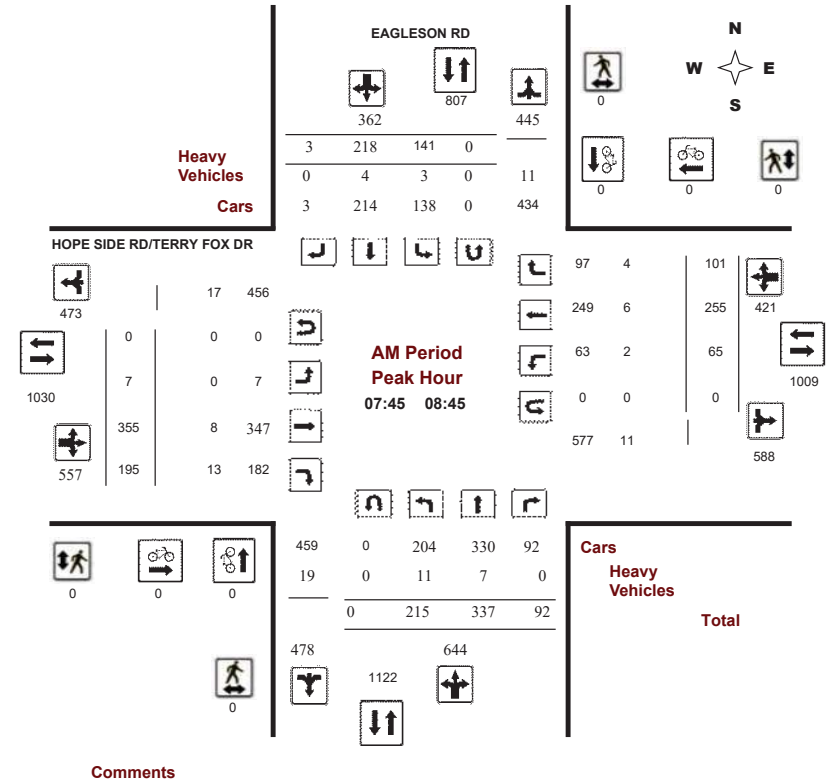 EAGLESON RD
N
W E
S
807
362 445
0
3 218 141 0
Heavy
Vehicles
0 4 3 0 11
Cars
3 214 138 0 434
0 0 0
HOPE SIDE RD/TERRY FOX DR
473
17 456
97 4 101
249 6 255 421
0 0 0
63 2 65
1030
7 0 7
1009
0 0 0
355 8 347
577 11
588
557 195 13 182
AM Period
Peak Hour
07:45 08:45
459 0 204 330 92
Cars
19 0 11 7 0
Heavy
Vehicles
0 215 337 92
Total
0 0 0
478 644
1122
0
Comments